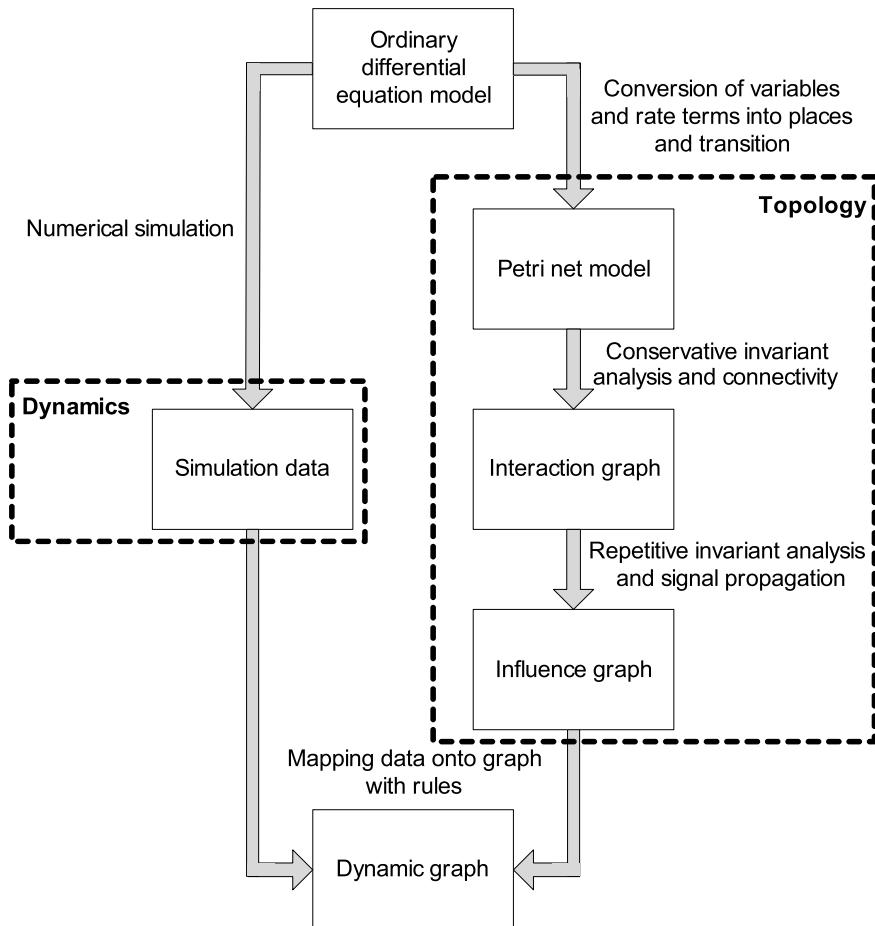 Ordinary
differential
equation model
Conversion of variables
and rate terms into places
and transition
Topology
Numerical simulation
Petri net model
Conservative invariant
analysis and connectivity
Dynamics
Simulation data
Interaction graph
Repetitive invariant analysis
and signal propagation
Influence graph
Mapping data onto graph
with rules
Dynamic graph